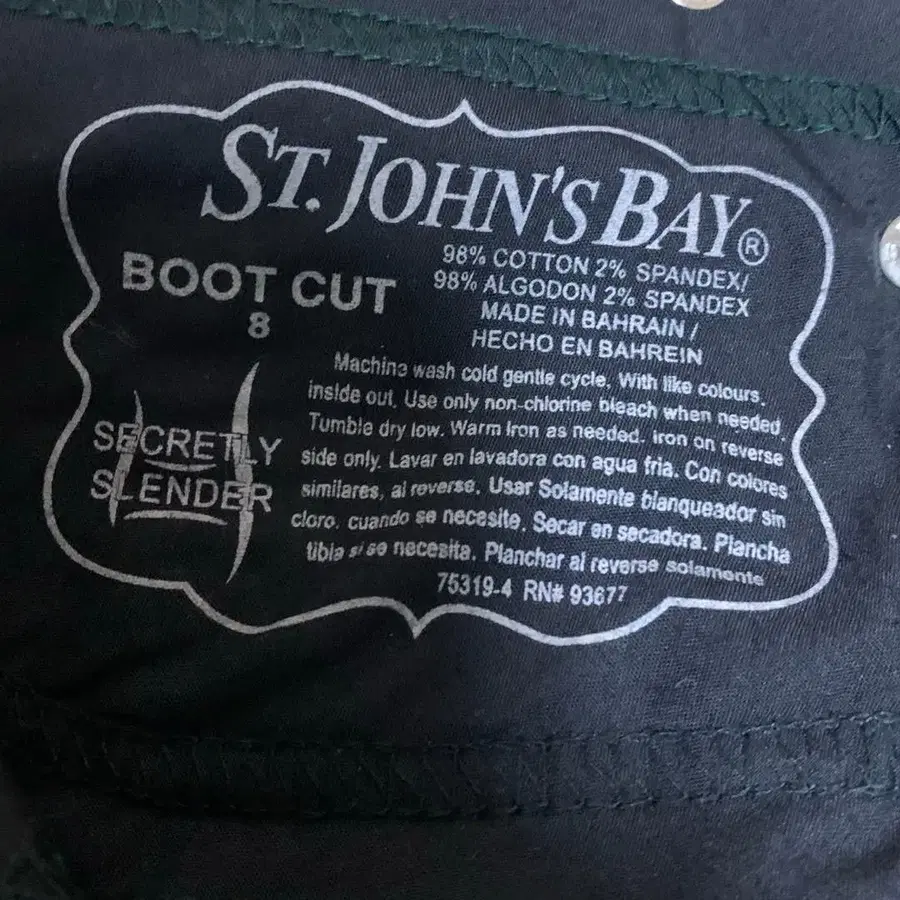 ST. JOHN'S BAY®
BOOT CUT
8
98% COTTON 2% SPANDEX/
98% ALGODON 2% SPANDEX
MADE IN BAHRAIN /
HECHO EN BAHREIN
SECRETLY
SLENDER
Machine wash cold gentle cycle. With like colours.
inside out. Use only non-chlorine bleach when needed.
Tumble dry low. Warm Iron as needed. Iron on reverse
side only. Lavar en lavadora con agua fria. Con colores
similares, al reverse. Usar Solamente blanqueador sin
cloro. cuando se necesite. Secar en secadora. Plancha
tibia si se necesita. Planchar al reverse solamente
75319-4 RN# 93677